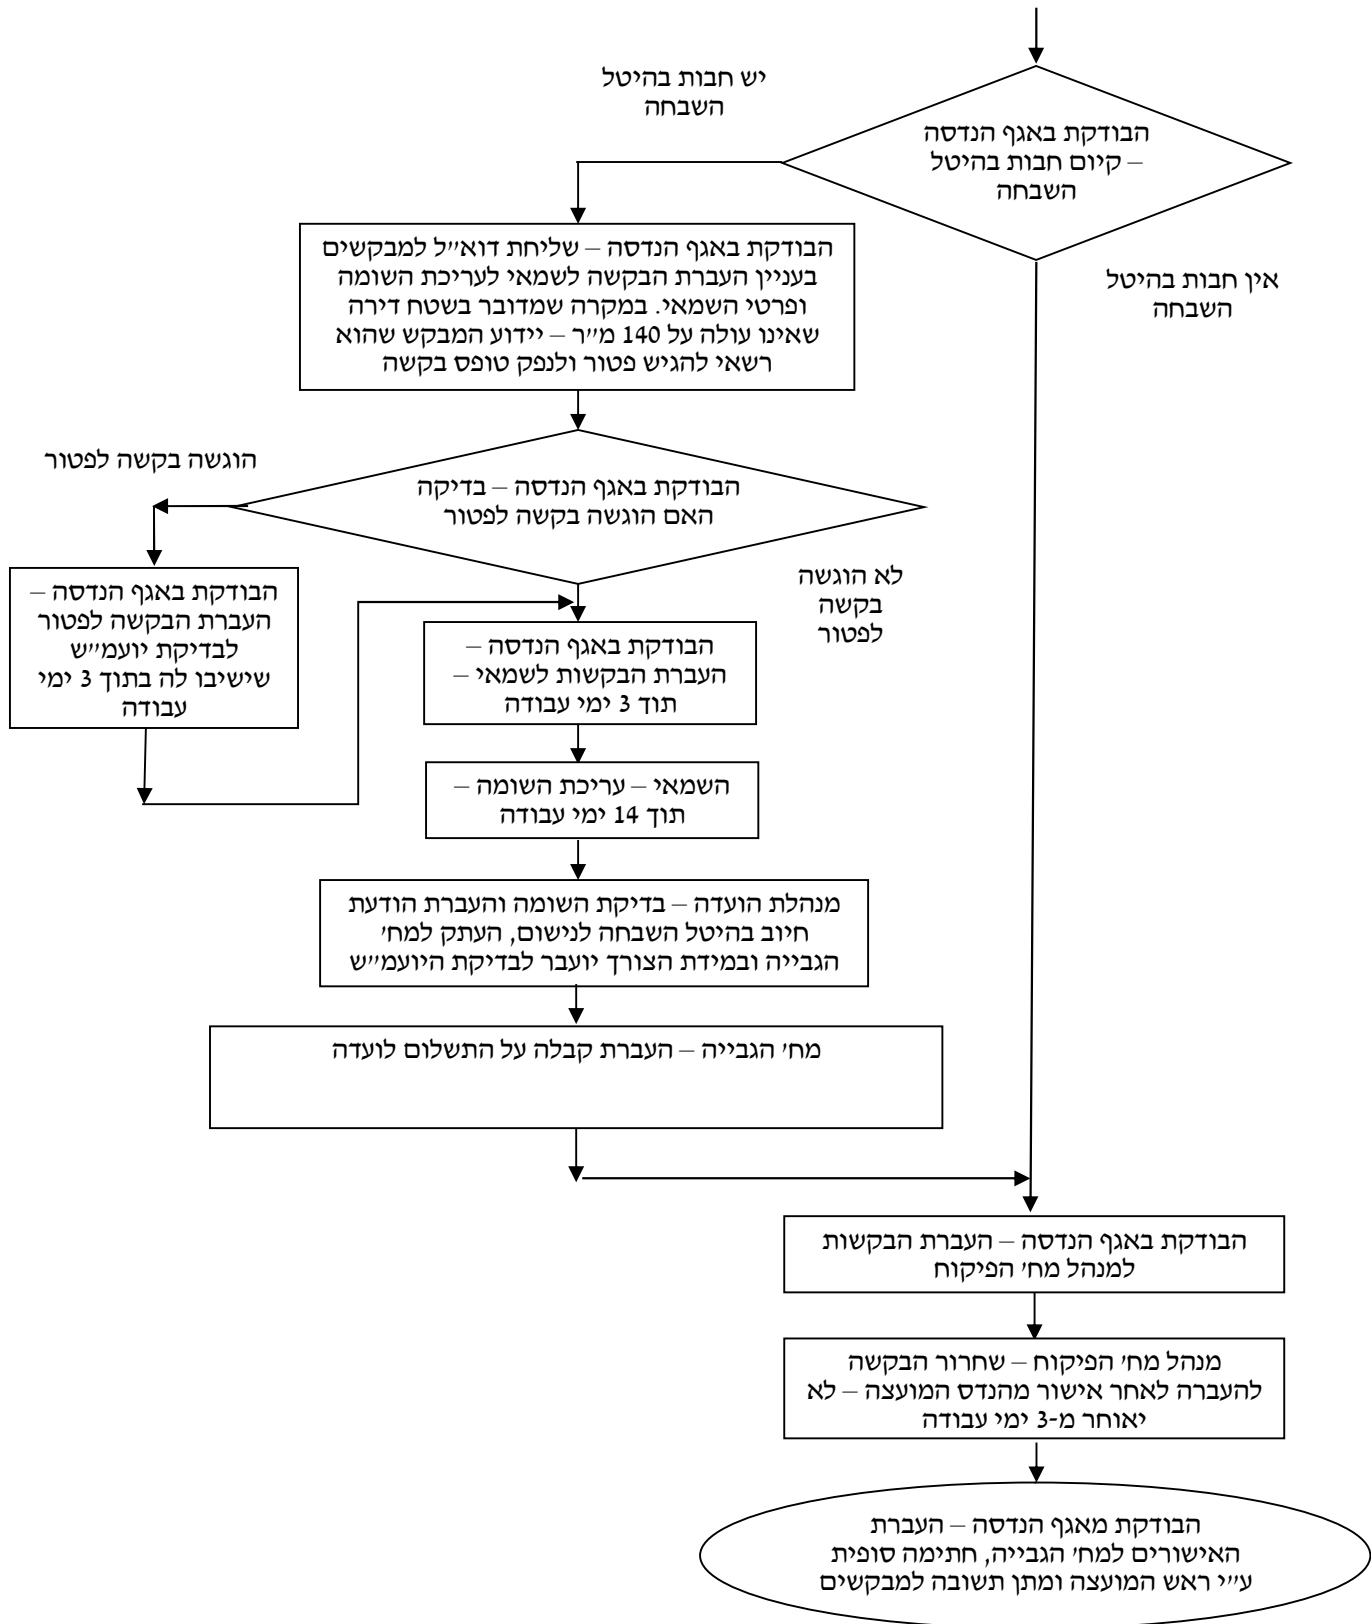 הבודקת באגף הנדסה
– קיום חבות בהיטל
השבחה
יש חבות בהיטל
השבחה
אין חבות בהיטל
השבחה
הבודקת באגף הנדסה – שליחת דוא״ל למבקשים
בעניין העברת הבקשה לשמאי לעריכת השומה
ופרטי השמאי. במקרה שמדובר בשטח דירה
שאינו עולה על 140 מ״ר – יידוע המבקש שהוא
רשאי להגיש פטור ולנפק טופס בקשה
הבודקת באגף הנדסה – בדיקה
האם הוגשה בקשה לפטור
הוגשה בקשה לפטור
לא הוגשה
בקשה
לפטור
הבודקת באגף הנדסה –
העברת הבקשה לפטור
לבדיקת יועמ״ש
שישיבו לה בתוך 3 ימי
עבודה
הבודקת באגף הנדסה –
העברת הבקשות לשמאי –
תוך 3 ימי עבודה
השמאי – עריכת השומה –
תוך 14 ימי עבודה
מנהלת הועדה – בדיקת השומה והעברת הודעת
חיוב בהיטל השבחה לנישום, העתק למח׳
הגבייה ובמידת הצורך יועבר לבדיקת היועמ״ש
מח׳ הגבייה – העברת קבלה על התשלום לועדה
הבודקת באגף הנדסה – העברת הבקשות
למנהל מח׳ הפיקוח
מנהל מח׳ הפיקוח – שחרור הבקשה
להעברה לאחר אישור מהנדס המועצה – לא
יאוחר מ-3 ימי עבודה
הבודקת מאגף הנדסה – העברת
האישורים למח׳ הגבייה, חתימה סופית
ע״י ראש המועצה ומתן תשובה למבקשים